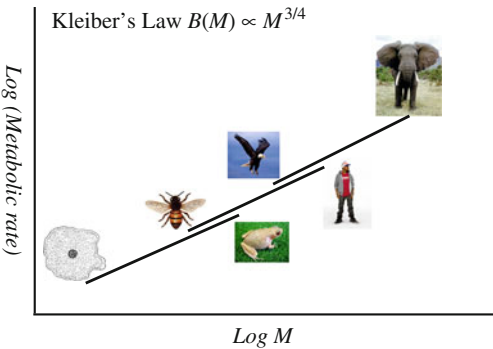 Kleiber's Law B(M) ∝ M^{3/4}
Log (Metabolic rate)
Log M